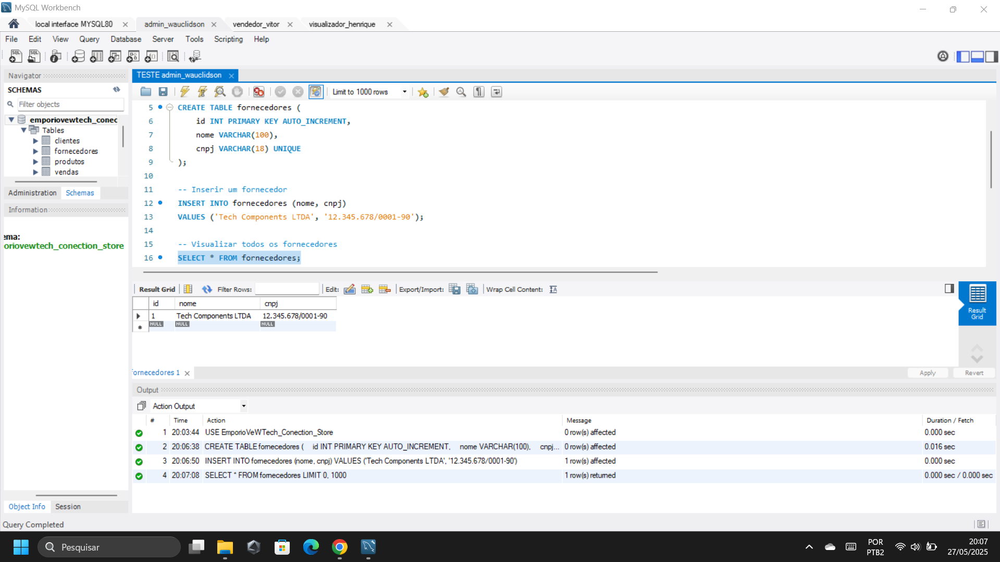 MySQL Workbench
local interface MYSQL80
admin_wauclidson
vendedor_vitor
visualizador_henrique
File Edit View Query Database Server Tools Scripting Help
Navigator
SCHEMAS
Filter objects
emporiovewtech_conec
Tables
clientes
fornecedores
produtos
vendas
Administration Schemas
Information
ema:
oriovewtech_conection_store
Object Info Session
TESTE admin_wauclidson
Limit to 1000 rows
5 CREATE TABLE fornecedores (
6 id INT PRIMARY KEY AUTO_INCREMENT,
7 nome VARCHAR(100),
8 cnpj VARCHAR(18) UNIQUE
9 );
10
11 -- Inserir um fornecedor
12 INSERT INTO fornecedores (nome, cnpj)
13 VALUES ('Tech Components LTDA', '12.345.678/0001-90');
14
15 -- Visualizar todos os fornecedores
16 SELECT * FROM fornecedores;
Result Grid Filter Rows: Edit: Export/Import: Wrap Cell Content:
id nome cnpj
1 Tech Components LTDA 12.345.678/0001-90
NULL NULL NULL
Result
Grid
fornecedores 1
Apply Revert
Output
Action Output
# Time Action Message Duration / Fetch
1 20:03:44 USE EmporioVeWTech_Conection_Store 0 row(s) affected 0.000 sec
2 20:06:38 CREATE TABLE fornecedores ( id INT PRIMARY KEY AUTO_INCREMENT, nome VARCHAR(100), cnpj... 0 row(s) affected 0.016 sec
3 20:06:50 INSERT INTO fornecedores (nome, cnpj) VALUES ('Tech Components LTDA', '12.345.678/0001-90') 1 row(s) affected 0.000 sec
4 20:07:08 SELECT * FROM fornecedores LIMIT 0, 1000 1 row(s) returned 0.000 sec / 0.000 sec
Query Completed
Pesquisar
POR
PTB2
20:07
27/05/2025